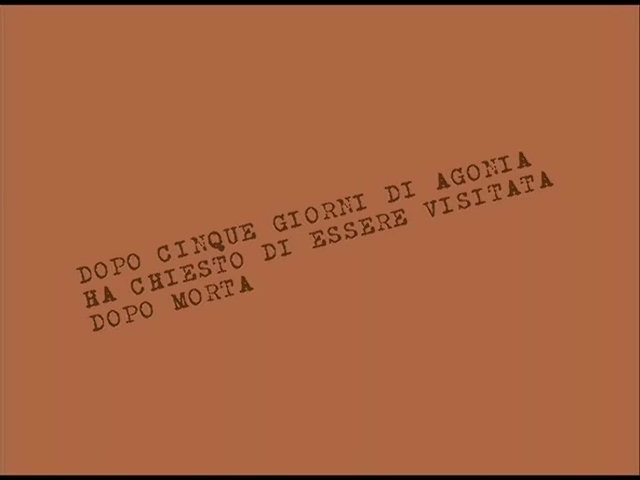 DOPO CINQUE GIORNI DI AGONIA
HA CHIESTO DI ESSERE VISITATA
DOPO MORTA